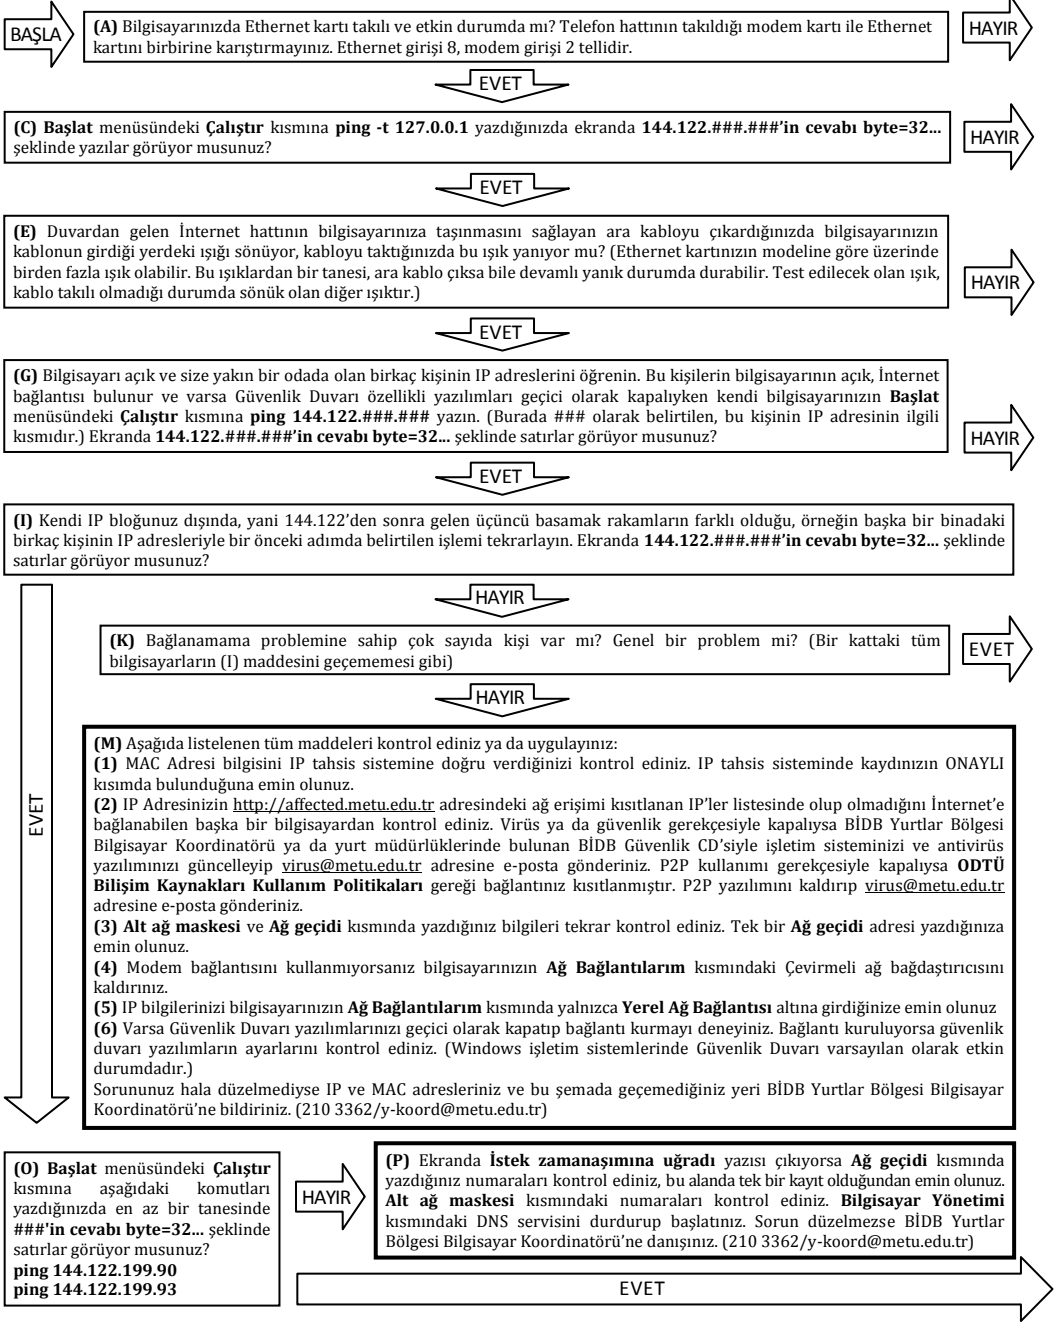 BAŞLA
(A) Bilgisayarınızda Ethernet kartı takılı ve etkin durumda mı? Telefon hattının takıldığı modem kartı ile Ethernet
kartını birbirine karıştırmayınız. Ethernet girişi 8, modem girişi 2 tellidir.
HAYIR
EVET
(C) Başlat menüsündeki Çalıştır kısmına ping -t 127.0.0.1 yazdığınızda ekranda 144.122.###.###’in cevabı byte=32...
şeklinde yazılar görüyor musunuz?
HAYIR
EVET
(E) Duvardan gelen İnternet hattının bilgisayarınıza taşınmasını sağlayan ara kabloyu çıkardığınızda bilgisayarınızın
kablonun girdiği yerdeki ışığı sönüyor, kabloyu taktığınızda bu ışık yanıyor mu? (Ethernet kartınızın modeline göre üzerinde
birden fazla ışık olabilir. Bu ışıklardan bir tanesi, ara kablo çıksa bile devamlı yanık durumda durabilir. Test edilecek olan ışık,
kablo takılı olmadığı durumda sönük olan diğer ışıktır.)
HAYIR
EVET
(G) Bilgisayarı açık ve size yakın bir odada olan birkaç kişinin IP adreslerini öğrenin. Bu kişilerin bilgisayarının açık, İnternet
bağlantısı bulunur ve varsa Güvenlik Duvarı özellikli yazılımları geçici olarak kapalıyken kendi bilgisayarınızın Başlat
menüsündeki Çalıştır kısmına ping 144.122.###.### yazın. (Burada ### olarak belirtilen, bu kişinin IP adresinin ilgili
kısmıdır.) Ekranda 144.122.###.###’in cevabı byte=32... şeklinde satırlar görüyor musunuz?
HAYIR
EVET
(I) Kendi IP bloğunuz dışında, yani 144.122’den sonra gelen üçüncü basamak rakamların farklı olduğu, örneğin başka bir binadaki
birkaç kişinin IP adresleriyle bir önceki adımda belirtilen işlemi tekrarlayın. Ekranda 144.122.###.###’in cevabı byte=32... şeklinde
satırlar görüyor musunuz?
HAYIR
(K) Bağlanamama problemine sahip çok sayıda kişi var mı? Genel bir problem mi? (Bir kattaki tüm
bilgisayarların (I) maddesini geçememesi gibi)
EVET
HAYIR
EVET
(M) Aşağıda listelenen tüm maddeleri kontrol ediniz ya da uygulayınız:
(1) MAC Adresi bilgisini IP tahsis sistemine doğru verdiğinizi kontrol ediniz. IP tahsis sisteminde kaydınızın ONAYLI
kısımda bulunduğuna emin olunuz.
(2) IP Adresinizin http://affected.metu.edu.tr adresindeki ağ erişimi kısıtlanan IP’ler listesinde olup olmadığını İnternet’e
bağlanabilen başka bir bilgisayardan kontrol ediniz. Virüs ya da güvenlik gerekçesiyle kapalıysa BİDB Yurtlar Bölgesi
Bilgisayar Koordinatörü ya da yurt müdürlüklerinde bulunan BİDB Güvenlik CD’siyle işletim sisteminizi ve antivirüs
yazılımınızı güncelleyip virus@metu.edu.tr adresine e-posta gönderiniz. P2P kullanımı gerekçesiyle kapalıysa ODTÜ
Bilişim Kaynakları Kullanım Politikaları gereği bağlantınız kısıtlanmıştır. P2P yazılımını kaldırıp virus@metu.edu.tr
adresine e-posta gönderiniz.
(3) Alt ağ maskesi ve Ağ geçidi kısmında yazdığınız bilgileri tekrar kontrol ediniz. Tek bir Ağ geçidi adresi yazdığınıza
emin olunuz.
(4) Modem bağlantısını kullanmıyorsanız bilgisayarınızın Ağ Bağlantılarım kısmındaki Çevirmeli ağ bağdaştırıcısını
kaldırınız.
(5) IP bilgilerinizi bilgisayarınızın Ağ Bağlantılarım kısmında yalnızca Yerel Ağ Bağlantısı altına girdiğinize emin olunuz
(6) Varsa Güvenlik Duvarı yazılımlarınızı geçici olarak kapatıp bağlantı kurmayı deneyiniz. Bağlantı kuruluyorsa güvenlik
duvarı yazılımların ayarlarını kontrol ediniz. (Windows işletim sistemlerinde Güvenlik Duvarı varsayılan olarak etkin
durumdadır.)
Sorununuz hala düzelmediyse IP ve MAC adresleriniz ve bu şemada geçemediğiniz yeri BİDB Yurtlar Bölgesi Bilgisayar
Koordinatörü’ne bildiriniz. (210 3362/y-koord@metu.edu.tr)
(O) Başlat menüsündeki Çalıştır
kısmına aşağıdaki komutları
yazdığınızda en az bir tanesinde
###'in cevabı byte=32... şeklinde
satırlar görüyor musunuz?
ping 144.122.199.90
ping 144.122.199.93
HAYIR
(P) Ekranda İstek zamanaşımına uğradı yazısı çıkıyorsa Ağ geçidi kısmında
yazdığınız numaraları kontrol ediniz, bu alanda tek bir kayıt olduğundan emin olunuz.
Alt ağ maskesi kısmındaki numaraları kontrol ediniz. Bilgisayar Yönetimi
kısmındaki DNS servisini durdurup başlatınız. Sorun düzelmezse BİDB Yurtlar
Bölgesi Bilgisayar Koordinatörü’ne danışınız. (210 3362/y-koord@metu.edu.tr)
EVET